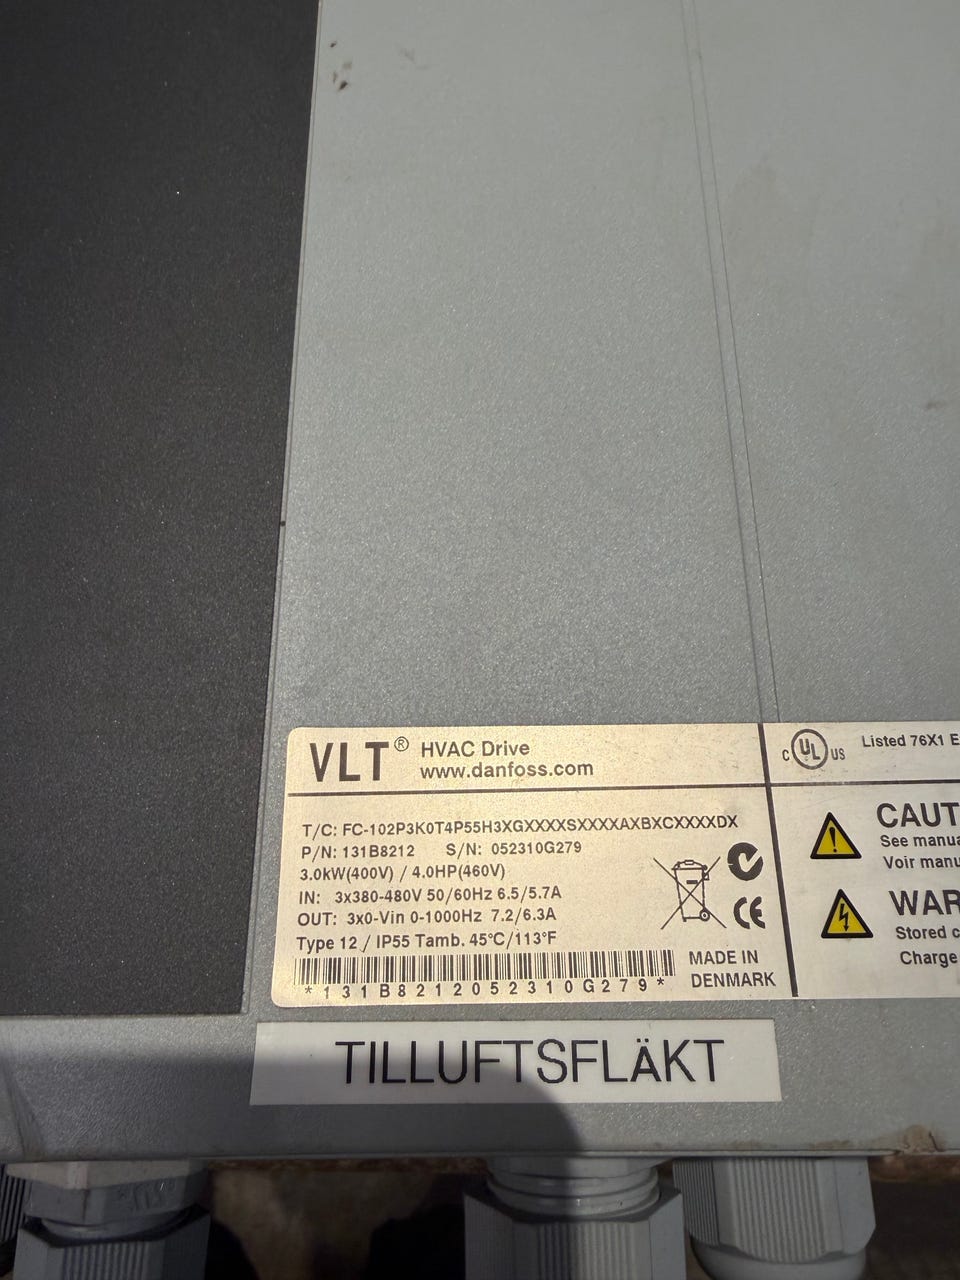 VLT® HVAC Drive
www.danfoss.com
T/C: FC-102P3K0T4P55H3XGXXXXSXXXXAXBXCXXXXDX
P/N: 131B8212 S/N: 052310G279
3.0kW(400V) / 4.0HP(460V)
IN: 3x380-480V 50/60Hz 6.5/5.7A
OUT: 3x0-Vin 0-1000Hz 7.2/6.3A
Type 12 / IP55 Tamb. 45°C/113°F
*131B8212052310G279*
MADE IN
DENMARK
CE
C UL US Listed 76X1 E
CAUT
See manua
Voir manu
WAR
Stored c
Charge
TILLUFTSFLÄKT